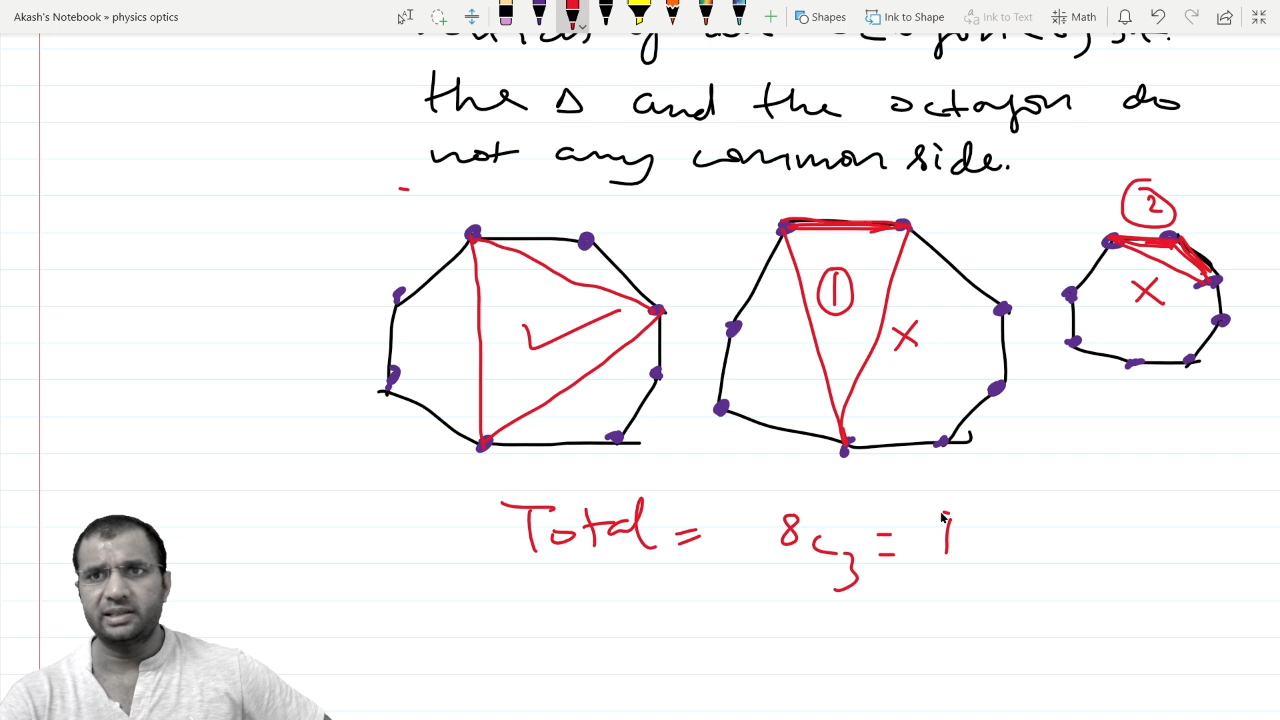 Akash's Notebook » physics optics
Shapes
Ink to Shape
Ink to Text
Math
the Δ and the octagon do
not any common side.
2
1
Total = 8C3 =